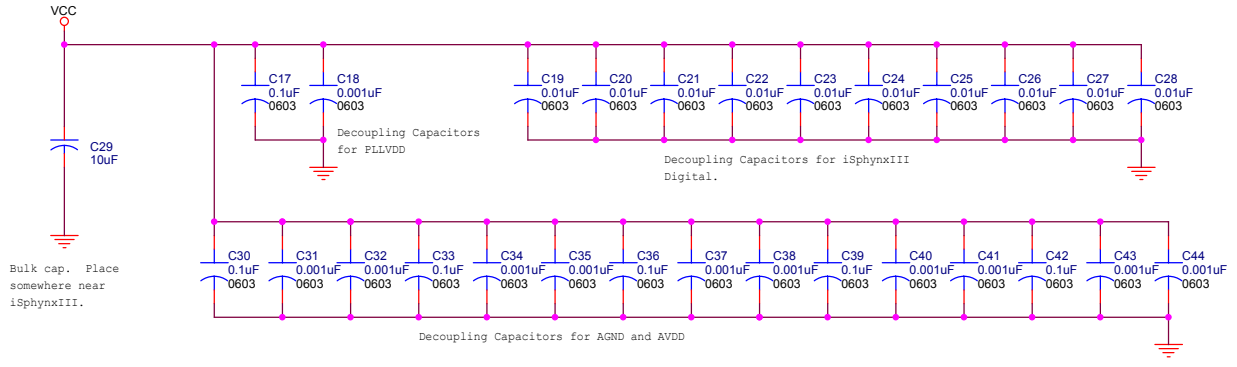 VCC
C17
0.1uF
0603
C18
0.001uF
0603
C19
0.01uF
0603
C20
0.01uF
0603
C21
0.01uF
0603
C22
0.01uF
0603
C23
0.01uF
0603
C24
0.01uF
0603
C25
0.01uF
0603
C26
0.01uF
0603
C27
0.01uF
0603
C28
0.01uF
0603
Decoupling Capacitors
for PLLVDD
C29
10uF
Decoupling Capacitors for iSphynxIII
Digital.
C30
0.1uF
0603
C31
0.001uF
0603
C32
0.001uF
0603
C33
0.1uF
0603
C34
0.001uF
0603
C35
0.001uF
0603
C36
0.1uF
0603
C37
0.001uF
0603
C38
0.001uF
0603
C39
0.1uF
0603
C40
0.001uF
0603
C41
0.001uF
0603
C42
0.1uF
0603
C43
0.001uF
0603
C44
0.001uF
0603
Bulk cap. Place
somewhere near
iSphynxIII.
Decoupling Capacitors for AGND and AVDD